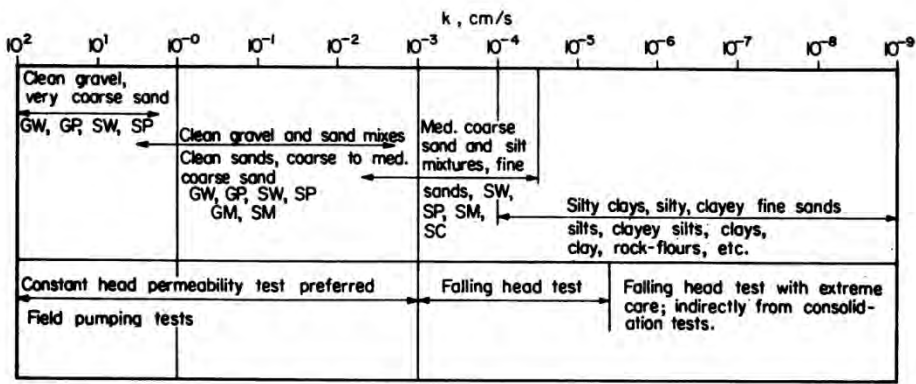 k, cm/s
10² 10¹ 10⁻⁰ 10⁻¹ 10⁻² 10⁻³ 10⁻⁴ 10⁻⁵ 10⁻⁶ 10⁻⁷ 10⁻⁸ 10⁻⁹
Clean gravel,
very coarse sand
GW, GP, SW, SP
Clean gravel and sand mixes
Clean sands, coarse to med.
coarse sand
GW, GP, SW, SP
GM, SM
Med. coarse
sand and silt
mixtures, fine
sands, SW,
SP, SM,
SC
Silty clays, silty, clayey fine sands
silts, clayey silts, clays,
clay, rock-flours, etc.
Constant head permeability test preferred
Field pumping tests
Falling head test
Falling head test with extreme
care; indirectly from consolid-
ation tests.